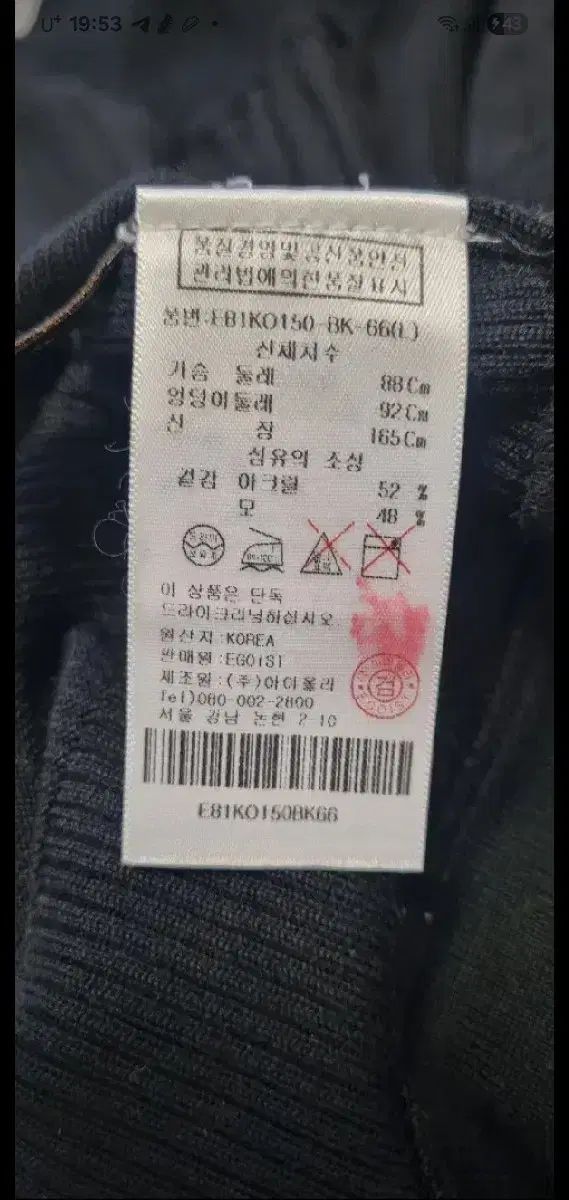 U⁺ 19:53
43
품질경영및공산품안전
관리법에의한품질표시
품번:EB1KO150-BK-66(L)
신체치수
가슴 둘레 88Cm
엉덩이둘레 92Cm
신 장 165Cm
섬유의 조성
겉감 아크릴 52 %
모 48 %
이 상품은 단독
드라이크리닝하십시오
원산지:KOREA
판매원:EGOiST
제조원:(주)아이올리
Tel)080-002-2800
서울 강남 논현 2-10
검
EB1KO150BK66